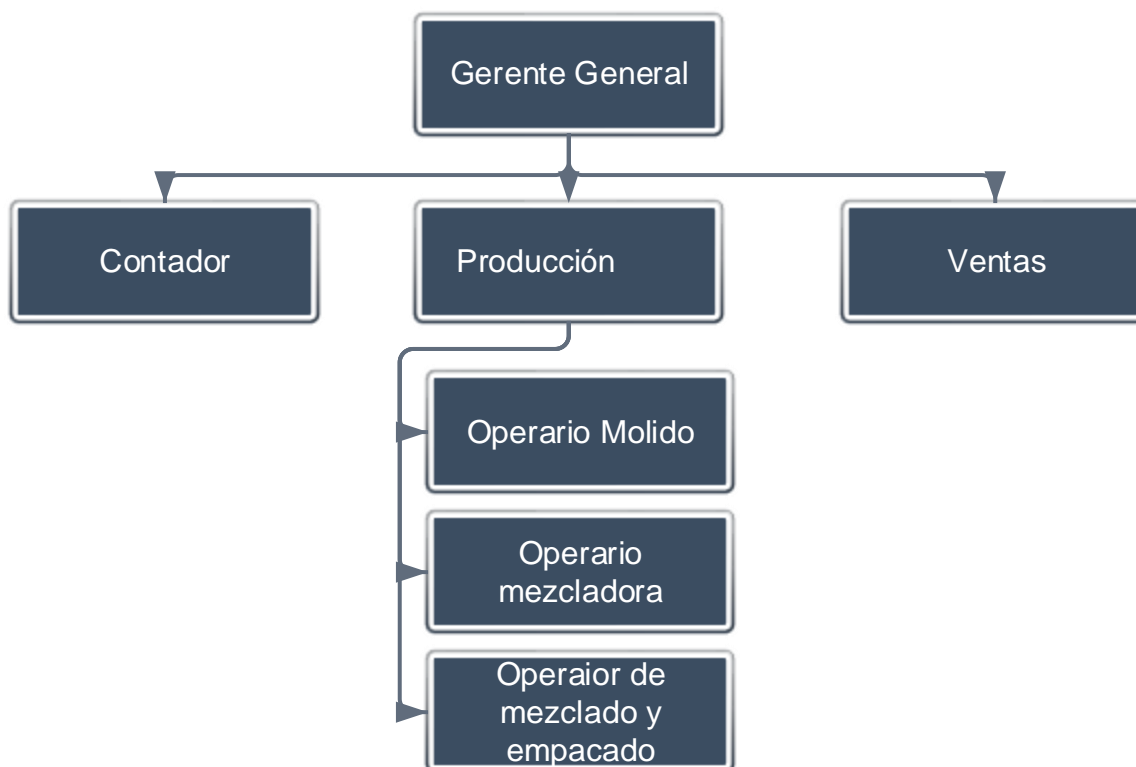 Gerente General
Contador
Producción
Ventas
Operario Molido
Operario
mezcladora
Operaior de
mezclado y
empacado